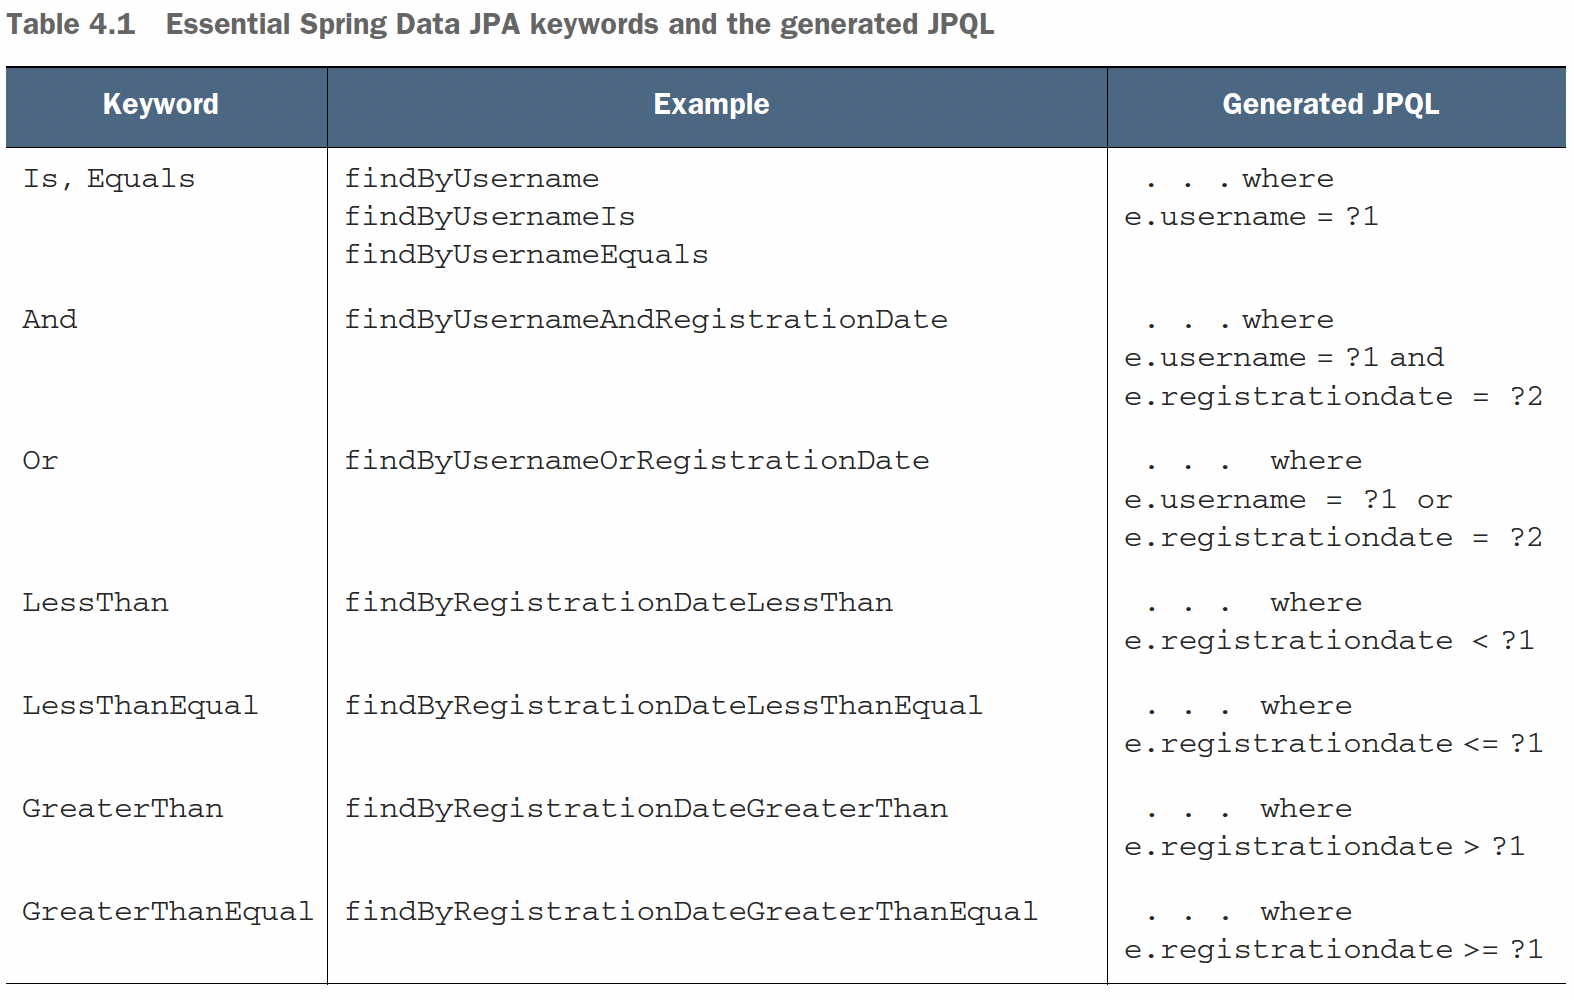 Table 4.1 Essential Spring Data JPA keywords and the generated JPQL
Keyword Example Generated JPQL
Is, Equals findByUsername . . . where
findByUsernameIs e.username = ?1
findByUsernameEquals
And findByUsernameAndRegistrationDate . . . where
e.username = ?1 and
e.registrationdate = ?2
Or findByUsernameOrRegistrationDate . . . where
e.username = ?1 or
e.registrationdate = ?2
LessThan findByRegistrationDateLessThan . . . where
e.registrationdate < ?1
LessThanEqual findByRegistrationDateLessThanEqual . . . where
e.registrationdate <= ?1
GreaterThan findByRegistrationDateGreaterThan . . . where
e.registrationdate > ?1
GreaterThanEqual findByRegistrationDateGreaterThanEqual . . . where
e.registrationdate >= ?1